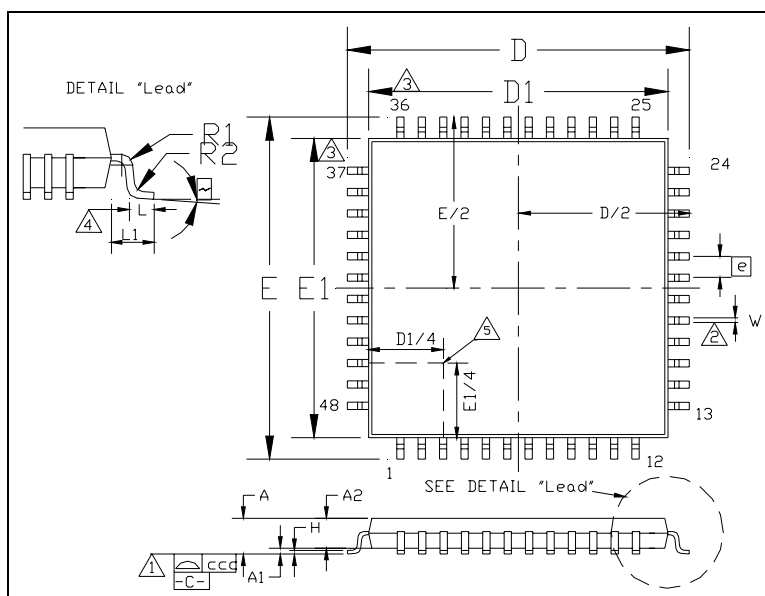 D
DETAIL "Lead"
3
D1
36
25
R1
R2
3
37
24
E/2
D/2
4
L
L1
e
E
E1
W
2
D1/4
5
E1/4
48
13
1
12
SEE DETAIL "Lead"
A
A2
H
1
ccc
A1
-C-